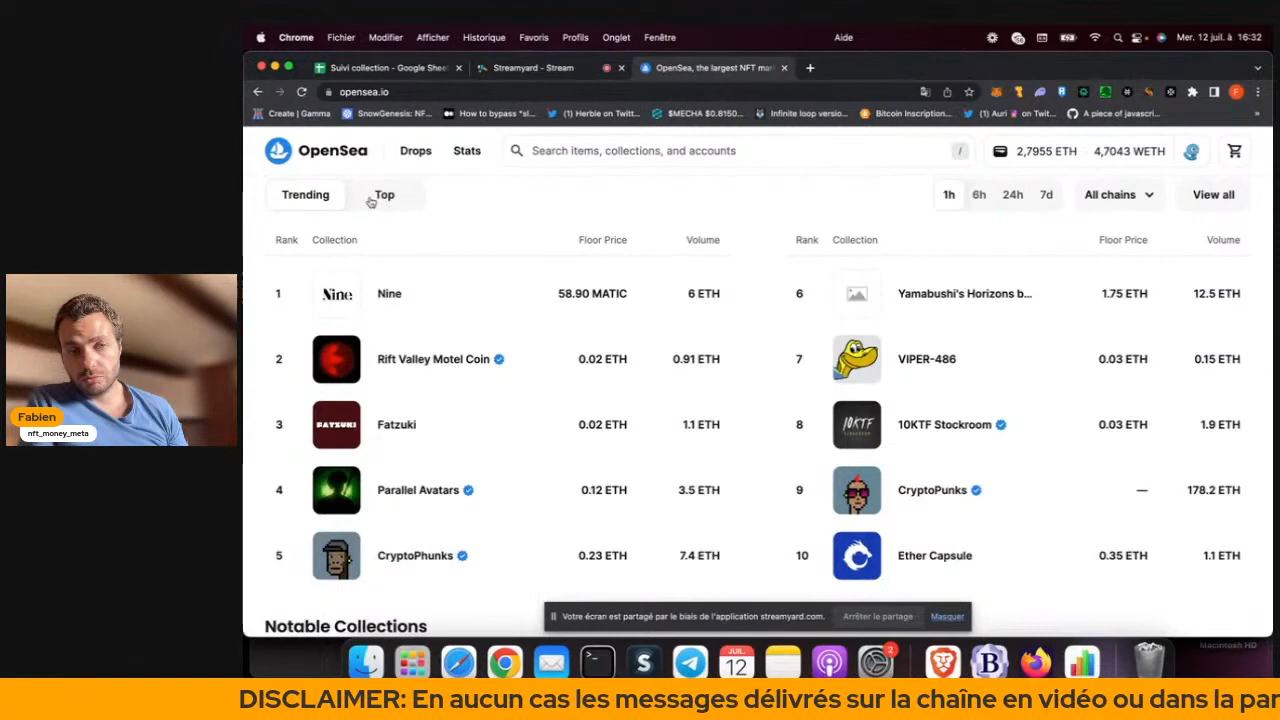 Chrome Fichier Modifier Afficher Historique Favoris Profils Onglet Fenêtre Aide Mer. 12 juil. à 16:32
Suivi collection - Google Shee
Streamyard - Stream
OpenSea, the largest NFT mar
opensea.io
Create | Gamma
SnowGenesis: NF...
How to bypass "sl...
(1) Herbie on Twitt...
$MECHA $0.8150...
Infinite loop versio...
Bitcoin Inscription...
(1) Auri on Twit...
A piece of javascri...
OpenSea Drops Stats Search items, collections, and accounts / 2,7955 ETH 4,7043 WETH
Trending Top 1h 6h 24h 7d All chains View all
Rank Collection Floor Price Volume Rank Collection Floor Price Volume
1 Nine Nine 58.90 MATIC 6 ETH 6 Yamabushi's Horizons b... 1.75 ETH 12.5 ETH
2 Rift Valley Motel Coin 0.02 ETH 0.91 ETH 7 VIPER-486 0.03 ETH 0.15 ETH
3 FATZUKI Fatzuki 0.02 ETH 1.1 ETH 8 10KTF 10KTF Stockroom 0.03 ETH 1.9 ETH
4 Parallel Avatars 0.12 ETH 3.5 ETH 9 CryptoPunks — 178.2 ETH
5 CryptoPhunks 0.23 ETH 7.4 ETH 10 Ether Capsule 0.35 ETH 1.1 ETH
Notable Collections
Votre écran est partagé par le biais de l'application streamyard.com. Arrêter le partage Masquer
Fabien
nft_money_meta
JUIL.
12
2
Macintosh HD
DISCLAIMER: En aucun cas les messages délivrés sur la chaîne en vidéo ou dans la par